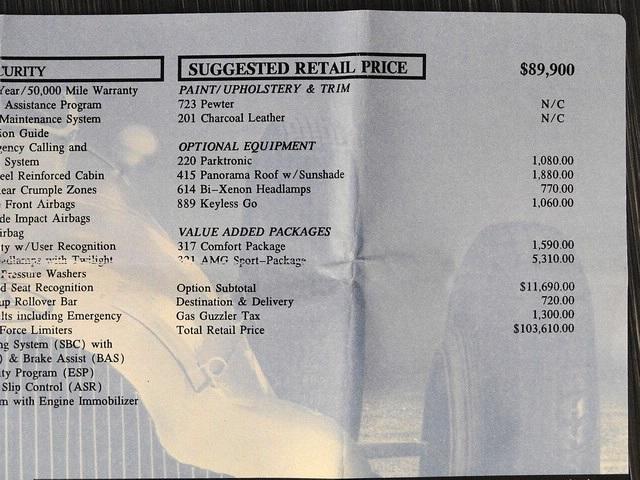 CURITY
Year/50,000 Mile Warranty
Assistance Program
Maintenance System
ion Guide
gency Calling and
System
eel Reinforced Cabin
ear Crumple Zones
Front Airbags
de Impact Airbags
irbag
ty w/User Recognition
adlamps with Twilight
Pressure Washers
d Seat Recognition
up Rollover Bar
lts including Emergency
Force Limiters
ng System (SBC) with
) & Brake Assist (BAS)
ity Program (ESP)
Slip Control (ASR)
m with Engine Immobilizer
SUGGESTED RETAIL PRICE $89,900
PAINT/UPHOLSTERY & TRIM
723 Pewter N/C
201 Charcoal Leather N/C
OPTIONAL EQUIPMENT
220 Parktronic 1,080.00
415 Panorama Roof w/Sunshade 1,880.00
614 Bi-Xenon Headlamps 770.00
889 Keyless Go 1,060.00
VALUE ADDED PACKAGES
317 Comfort Package 1,590.00
321 AMG Sport-Package 5,310.00
Option Subtotal $11,690.00
Destination & Delivery 720.00
Gas Guzzler Tax 1,300.00
Total Retail Price $103,610.00